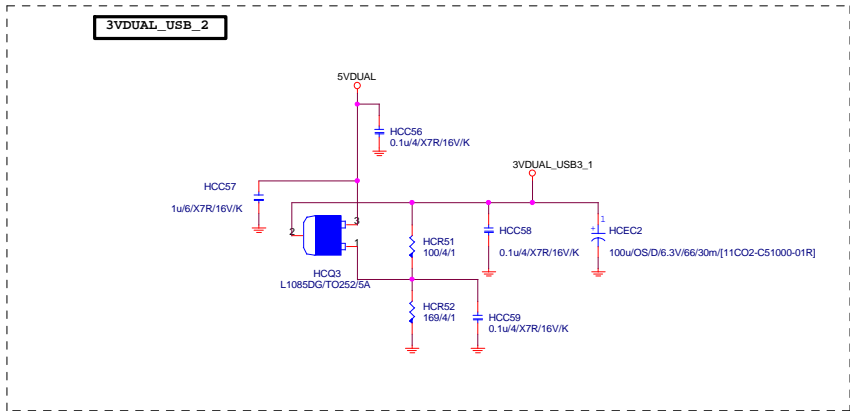 3VDUAL_USB_2
5VDUAL
HCC56
0.1u/4/X7R/16V/K
3VDUAL_USB3_1
HCC57
1u/6/X7R/16V/K
1
3
2
1
HCR51
100/4/1
HCC58
0.1u/4/X7R/16V/K
HCEC2
100u/OS/D/6.3V/66/30m/[11CO2-C51000-01R]
HCQ3
L1085DG/TO252/5A
HCR52
169/4/1
HCC59
0.1u/4/X7R/16V/K